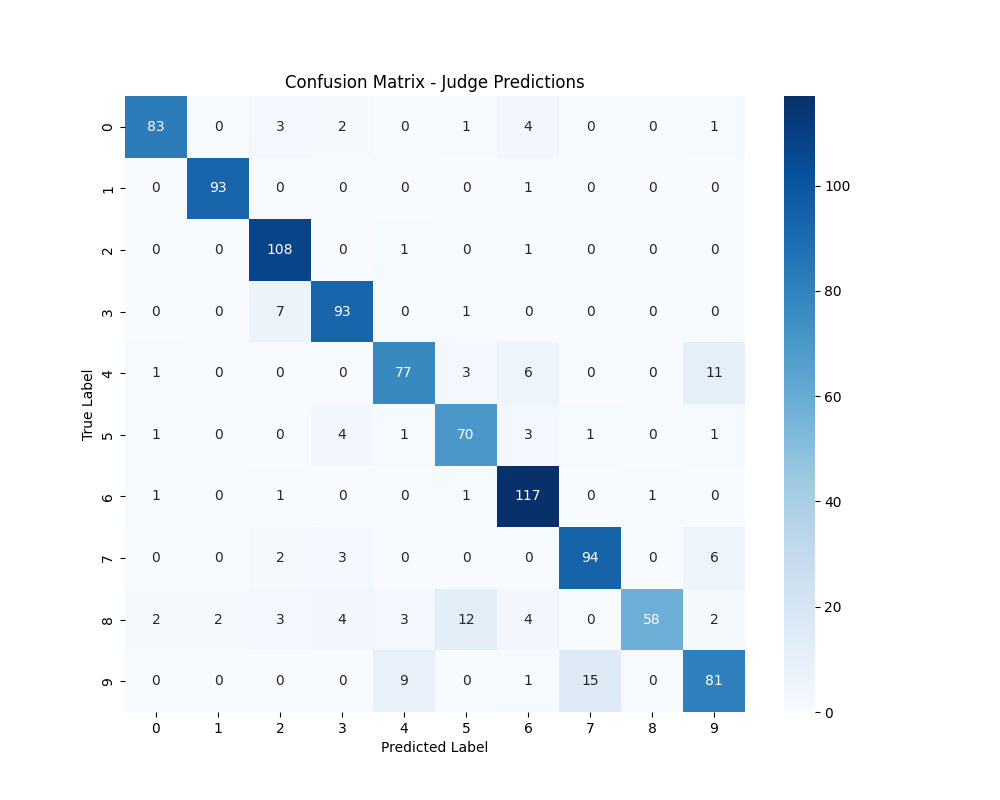 Confusion Matrix - Judge Predictions
0 83 0 3 2 0 1 4 0 0 1
1 0 93 0 0 0 0 1 0 0 0
2 0 0 108 0 1 0 1 0 0 0
3 0 0 7 93 0 1 0 0 0 0
4 1 0 0 0 77 3 6 0 0 11
5 1 0 0 4 1 70 3 1 0 1
6 1 0 1 0 0 1 117 0 1 0
7 0 0 2 3 0 0 0 94 0 6
8 2 2 3 4 3 12 4 0 58 2
9 0 0 0 0 9 0 1 15 0 81
0 1 2 3 4 5 6 7 8 9
Predicted Label
True Label
100
80
60
40
20
0